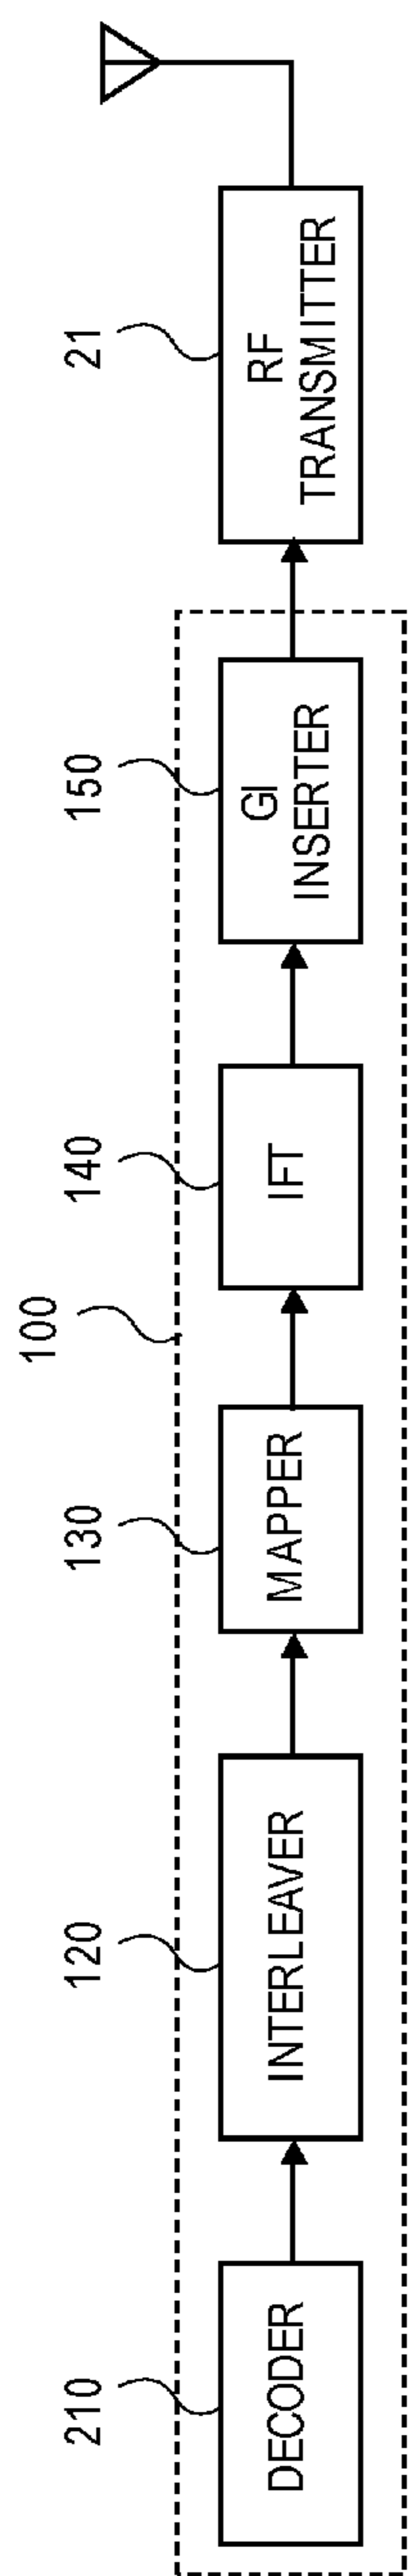 100
210
120
130
140
150
21
DECODER
INTERLEAVER
MAPPER
IFT
GI
INSERTER
RF
TRANSMITTER